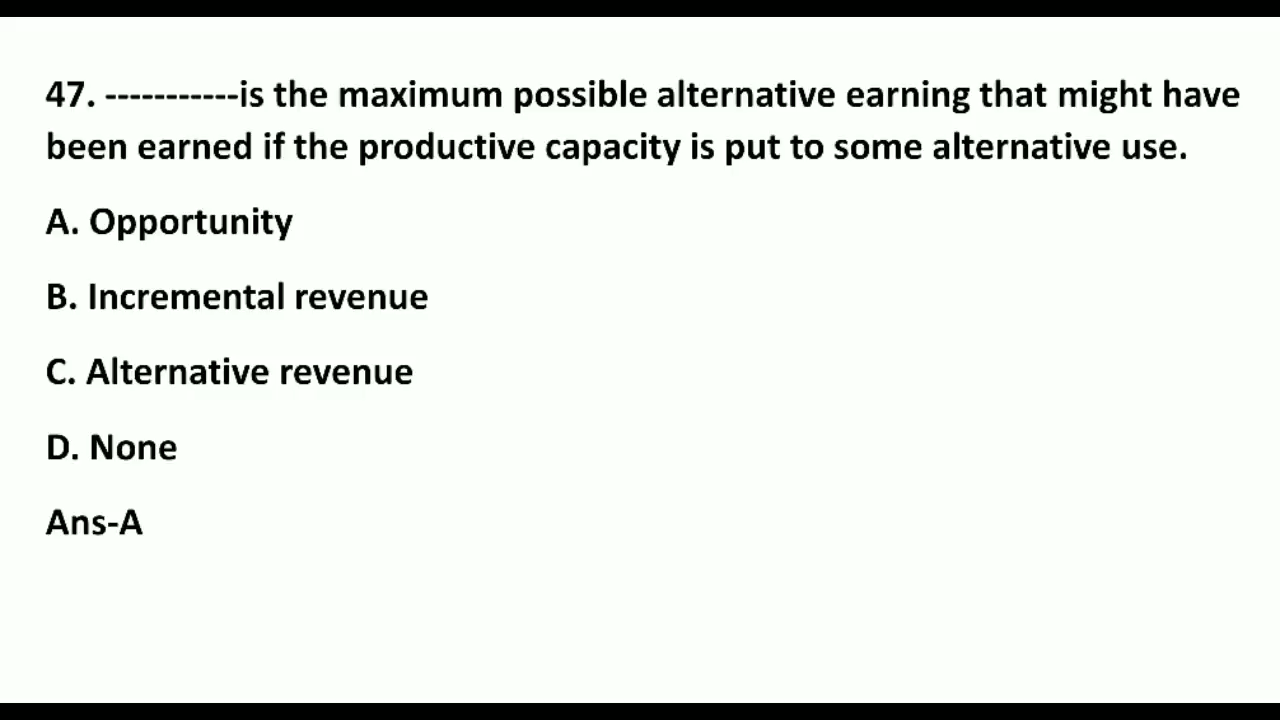 47. -----------is the maximum possible alternative earning that might have
been earned if the productive capacity is put to some alternative use.
A. Opportunity
B. Incremental revenue
C. Alternative revenue
D. None
Ans-A